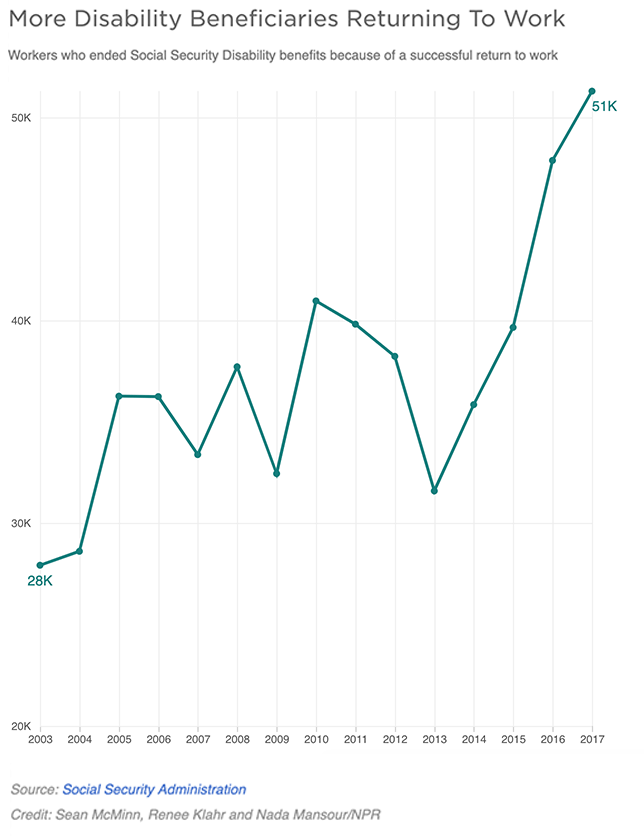 More Disability Beneficiaries Returning To Work
Workers who ended Social Security Disability benefits because of a successful return to work
50K
51K
40K
30K
28K
20K
2003 2004 2005 2006 2007 2008 2009 2010 2011 2012 2013 2014 2015 2016 2017
Source: Social Security Administration
Credit: Sean McMinn, Renee Klahr and Nada Mansour/NPR